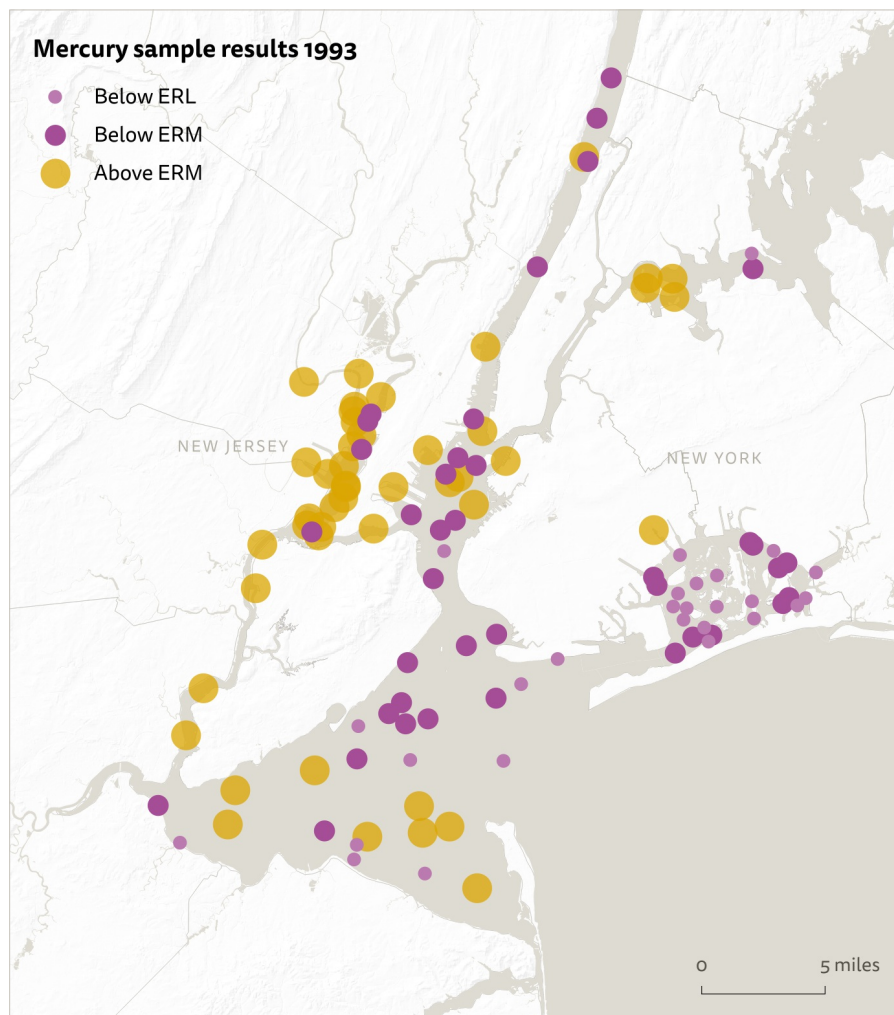 Mercury sample results 1993
Below ERL
Below ERM
Above ERM
NEW JERSEY
NEW YORK
0 5 miles